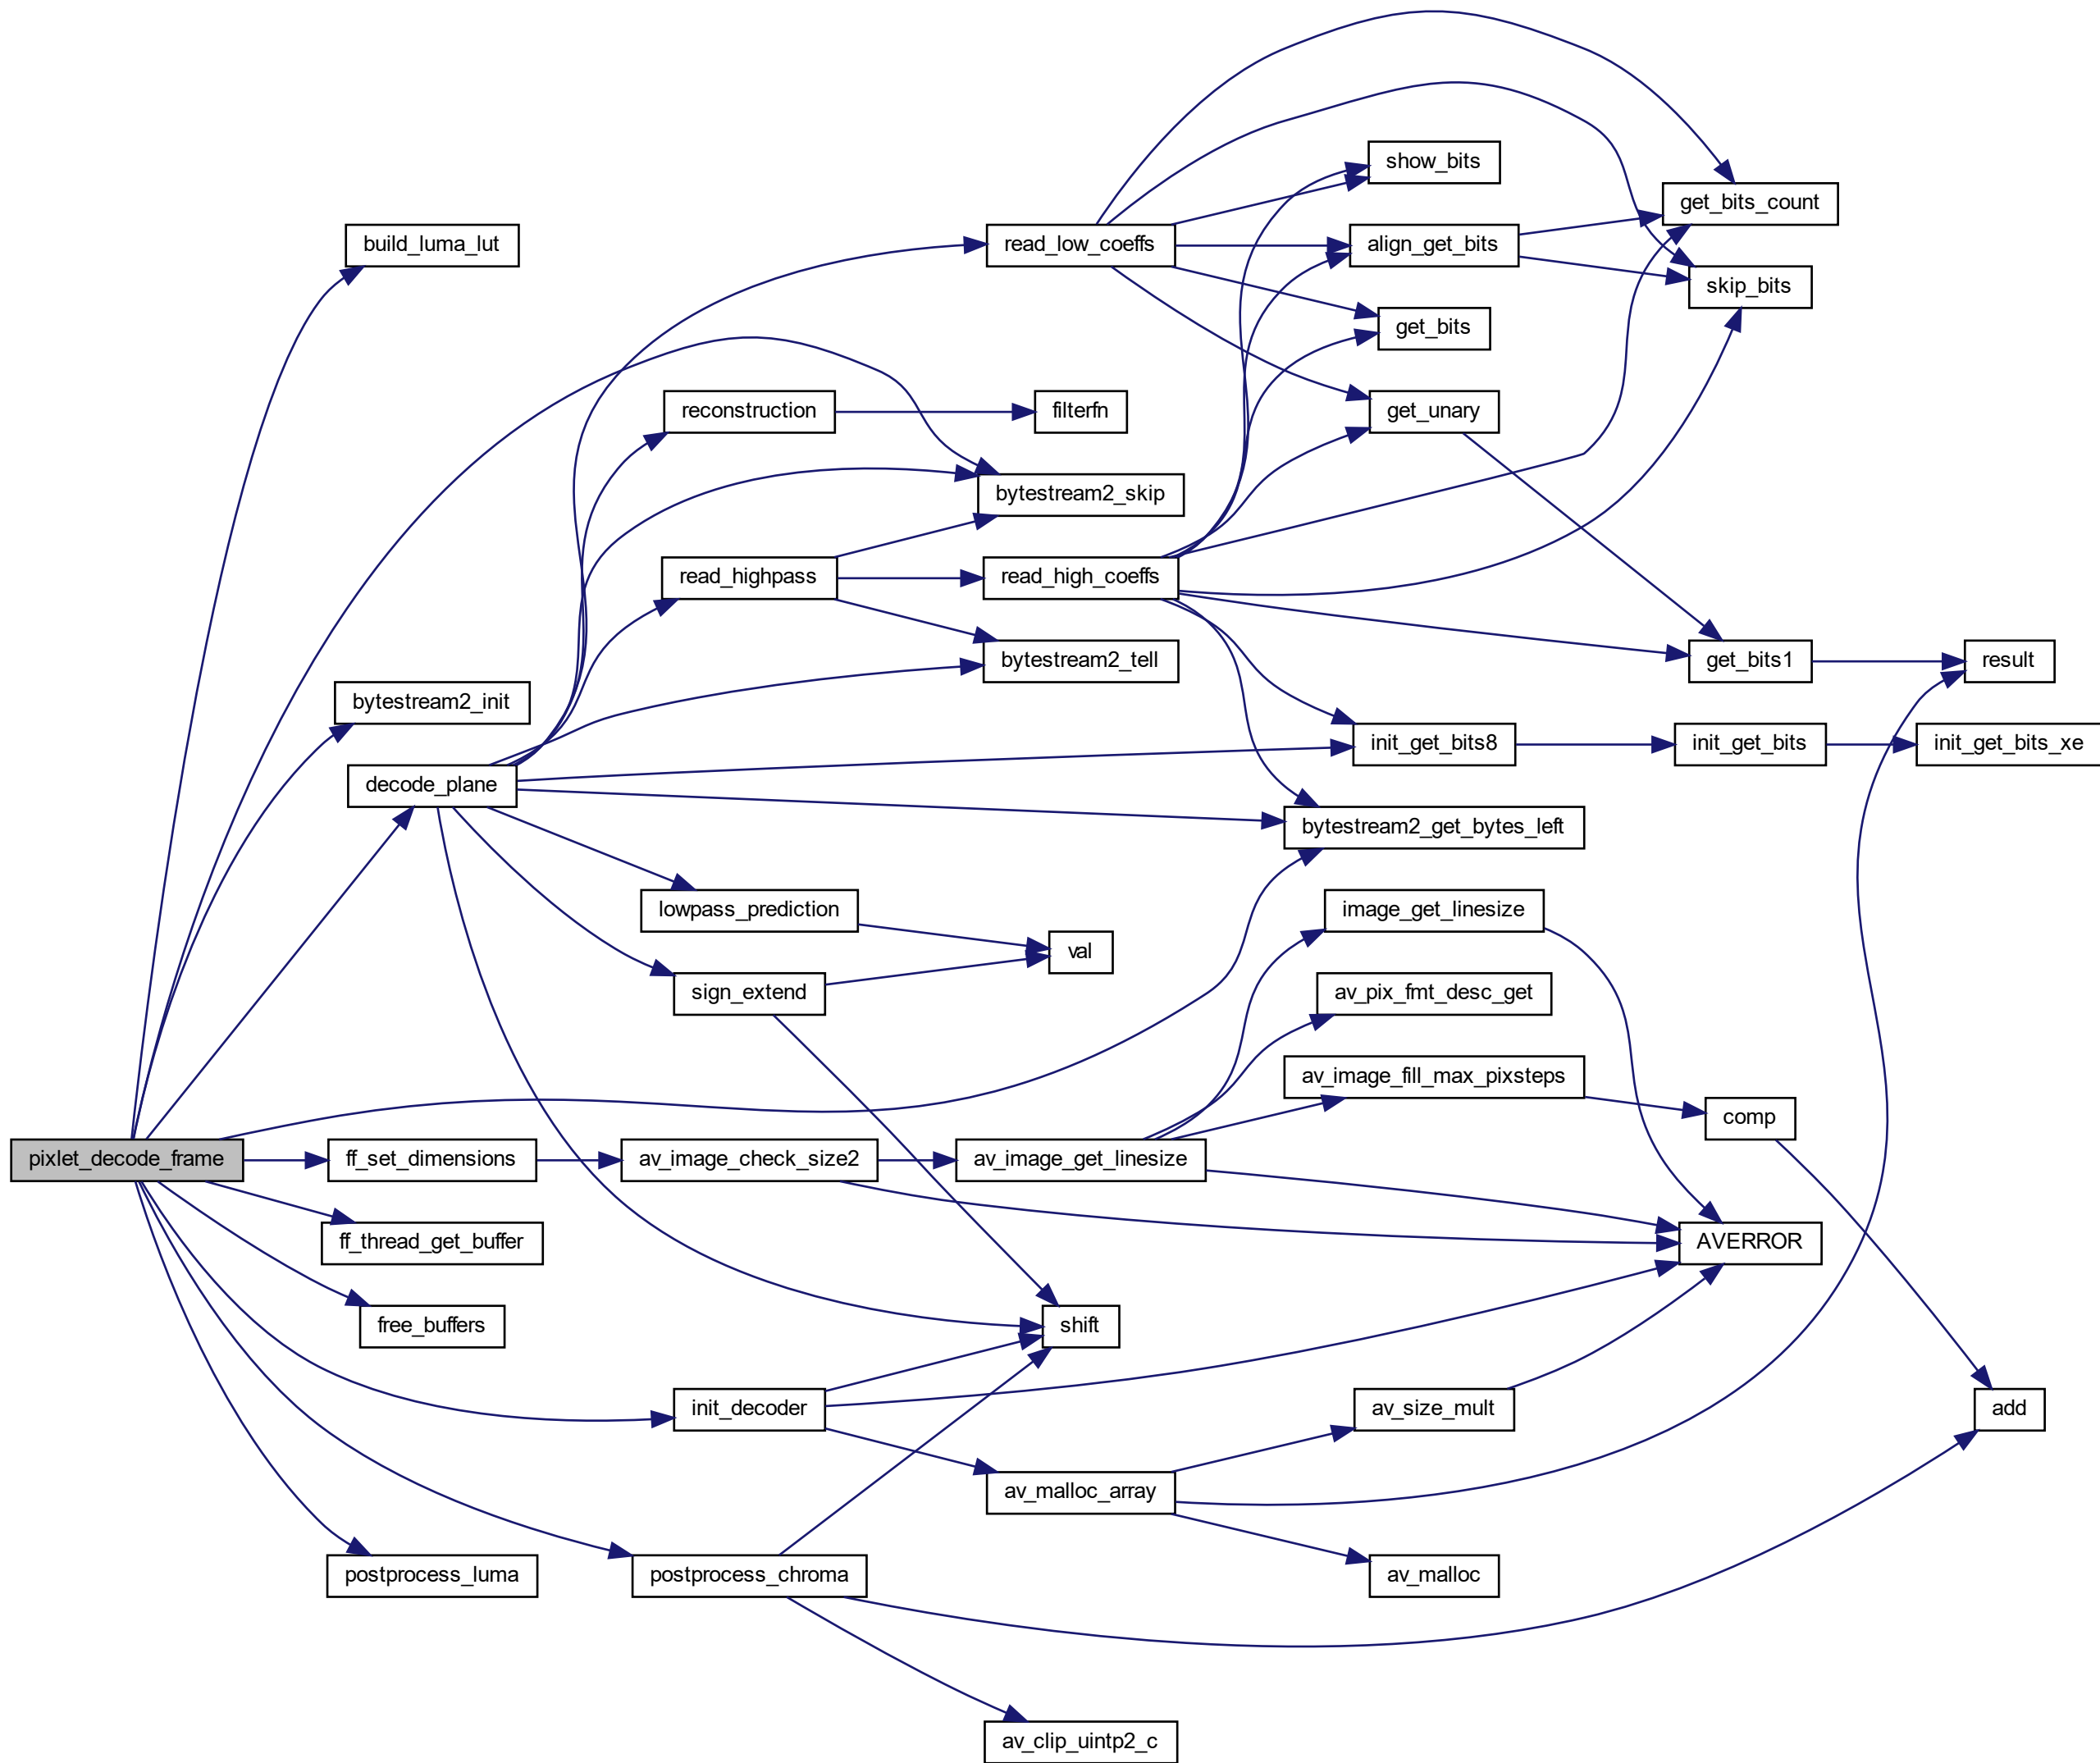 show_bits
get_bits_count
build_luma_lut
read_low_coeffs
align_get_bits
skip_bits
get_bits
reconstruction
filterfn
get_unary
bytestream2_skip
read_highpass
read_high_coeffs
bytestream2_tell
get_bits1
result
bytestream2_init
init_get_bits8
init_get_bits
init_get_bits_xe
decode_plane
bytestream2_get_bytes_left
lowpass_prediction
image_get_linesize
val
sign_extend
av_pix_fmt_desc_get
av_image_fill_max_pixsteps
comp
pixlet_decode_frame
ff_set_dimensions
av_image_check_size2
av_image_get_linesize
ff_thread_get_buffer
AVERROR
free_buffers
shift
init_decoder
av_size_mult
add
av_malloc_array
postprocess_luma
postprocess_chroma
av_malloc
av_clip_uintp2_c